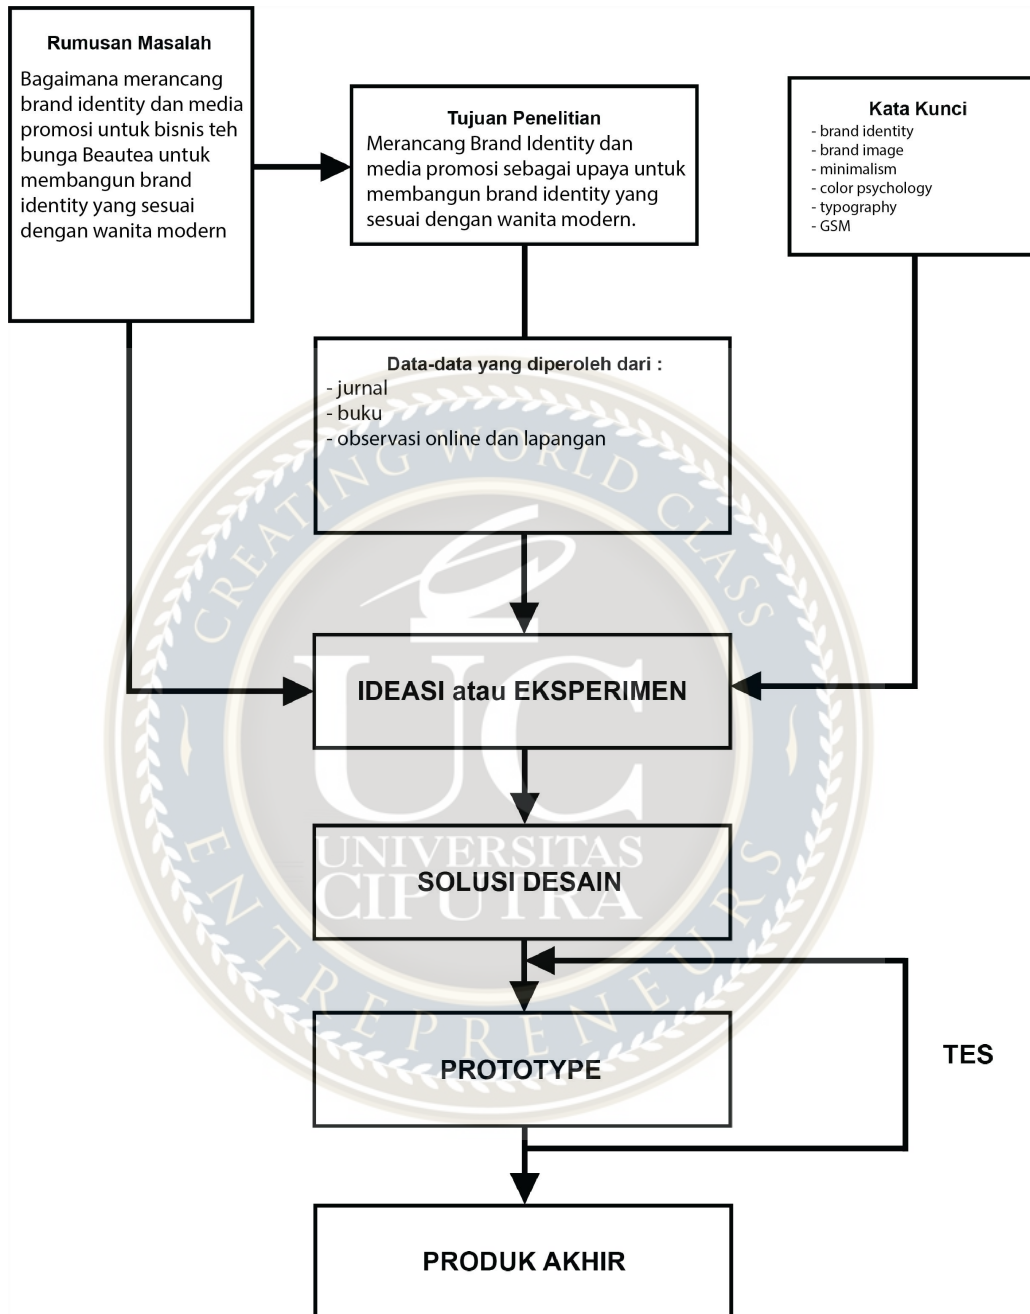 Rumusan Masalah
Bagaimana merancang
brand identity dan media
promosi untuk bisnis teh
bunga Beautea untuk
membangun brand
identity yang sesuai
dengan wanita modern
Tujuan Penelitian
Merancang Brand Identity dan
media promosi sebagai upaya untuk
membangun brand identity yang
sesuai dengan wanita modern.
Kata Kunci
- brand identity
- brand image
- minimalism
- color psychology
- typography
- GSM
Data-data yang diperoleh dari :
- jurnal
- buku
- observasi online dan lapangan
CREATING WORLD CLASS
IDEASI atau EKSPERIMEN
UC
UNIVERSITAS
CIPUTRA
SOLUSI DESAIN
ENTREPRENEURS
PROTOTYPE
TES
PRODUK AKHIR